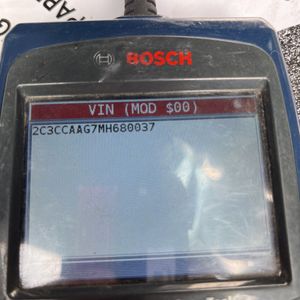 BOSCH
VIN (MOD $00)
2C3CCAAG7MH680037